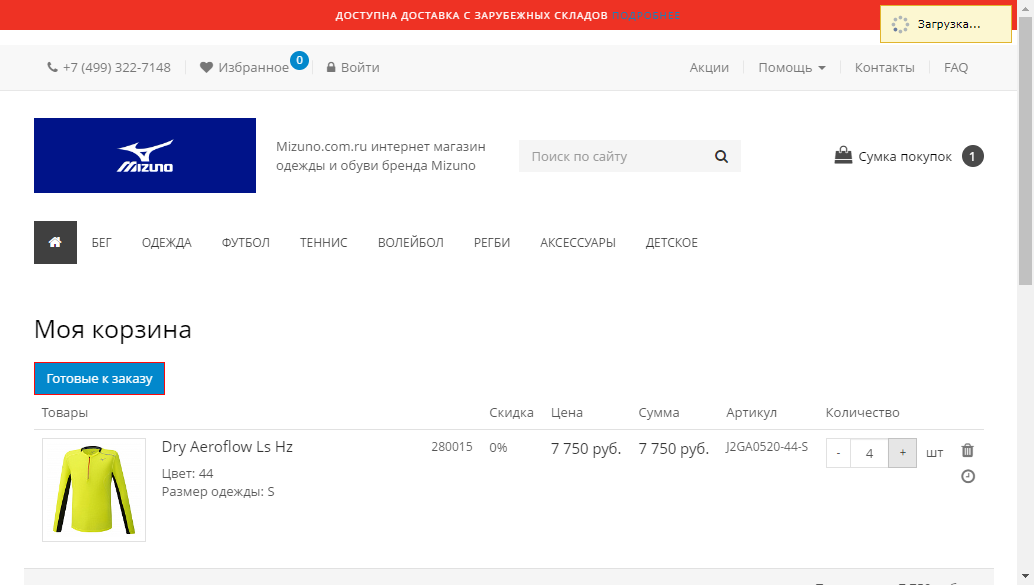 ДОСТУПНА ДОСТАВКА С ЗАРУБЕЖНЫХ СКЛАДОВ ПОДРОБНЕЕ
Загрузка...
+7 (499) 322-7148
Избранное 0
Войти
Акции
Помощь
Контакты
FAQ
MIZUNO
Mizuno.com.ru интернет магазин
одежды и обуви бренда Mizuno
Поиск по сайту
Сумка покупок 1
БЕГ
ОДЕЖДА
ФУТБОЛ
ТЕННИС
ВОЛЕЙБОЛ
РЕГБИ
АКСЕССУАРЫ
ДЕТСКОЕ
Моя корзина
Готовые к заказу
Товары
Скидка
Цена
Сумма
Артикул
Количество
Dry Aeroflow Ls Hz
280015
0%
7 750 руб.
7 750 руб.
J2GA0520-44-S
- 4 + шт
Цвет: 44
Размер одежды: S